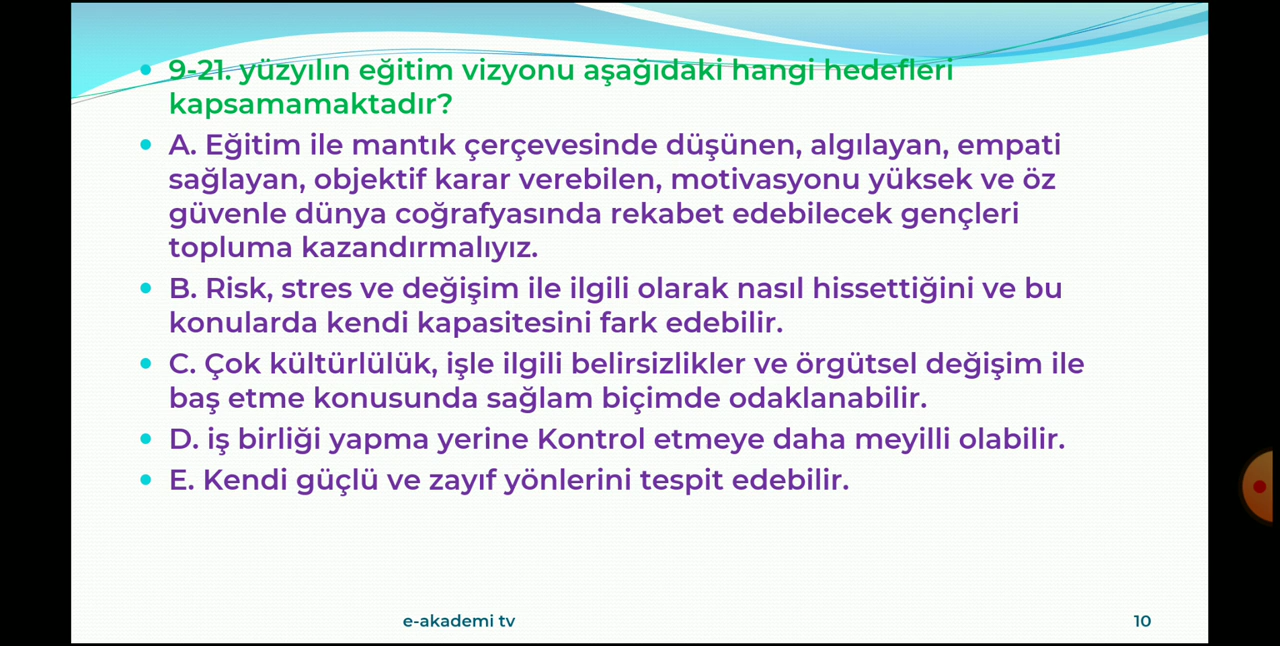 9-21. yüzyılın eğitim vizyonu aşağıdaki hangi hedefleri
kapsamamaktadır?
A. Eğitim ile mantık çerçevesinde düşünen, algılayan, empati
sağlayan, objektif karar verebilen, motivasyonu yüksek ve öz
güvenle dünya coğrafyasında rekabet edebilecek gençleri
topluma kazandırmalıyız.
B. Risk, stres ve değişim ile ilgili olarak nasıl hissettiğini ve bu
konularda kendi kapasitesini fark edebilir.
C. Çok kültürlülük, işle ilgili belirsizlikler ve örgütsel değişim ile
baş etme konusunda sağlam biçimde odaklanabilir.
D. iş birliği yapma yerine Kontrol etmeye daha meyilli olabilir.
E. Kendi güçlü ve zayıf yönlerini tespit edebilir.
e-akademi tv
10